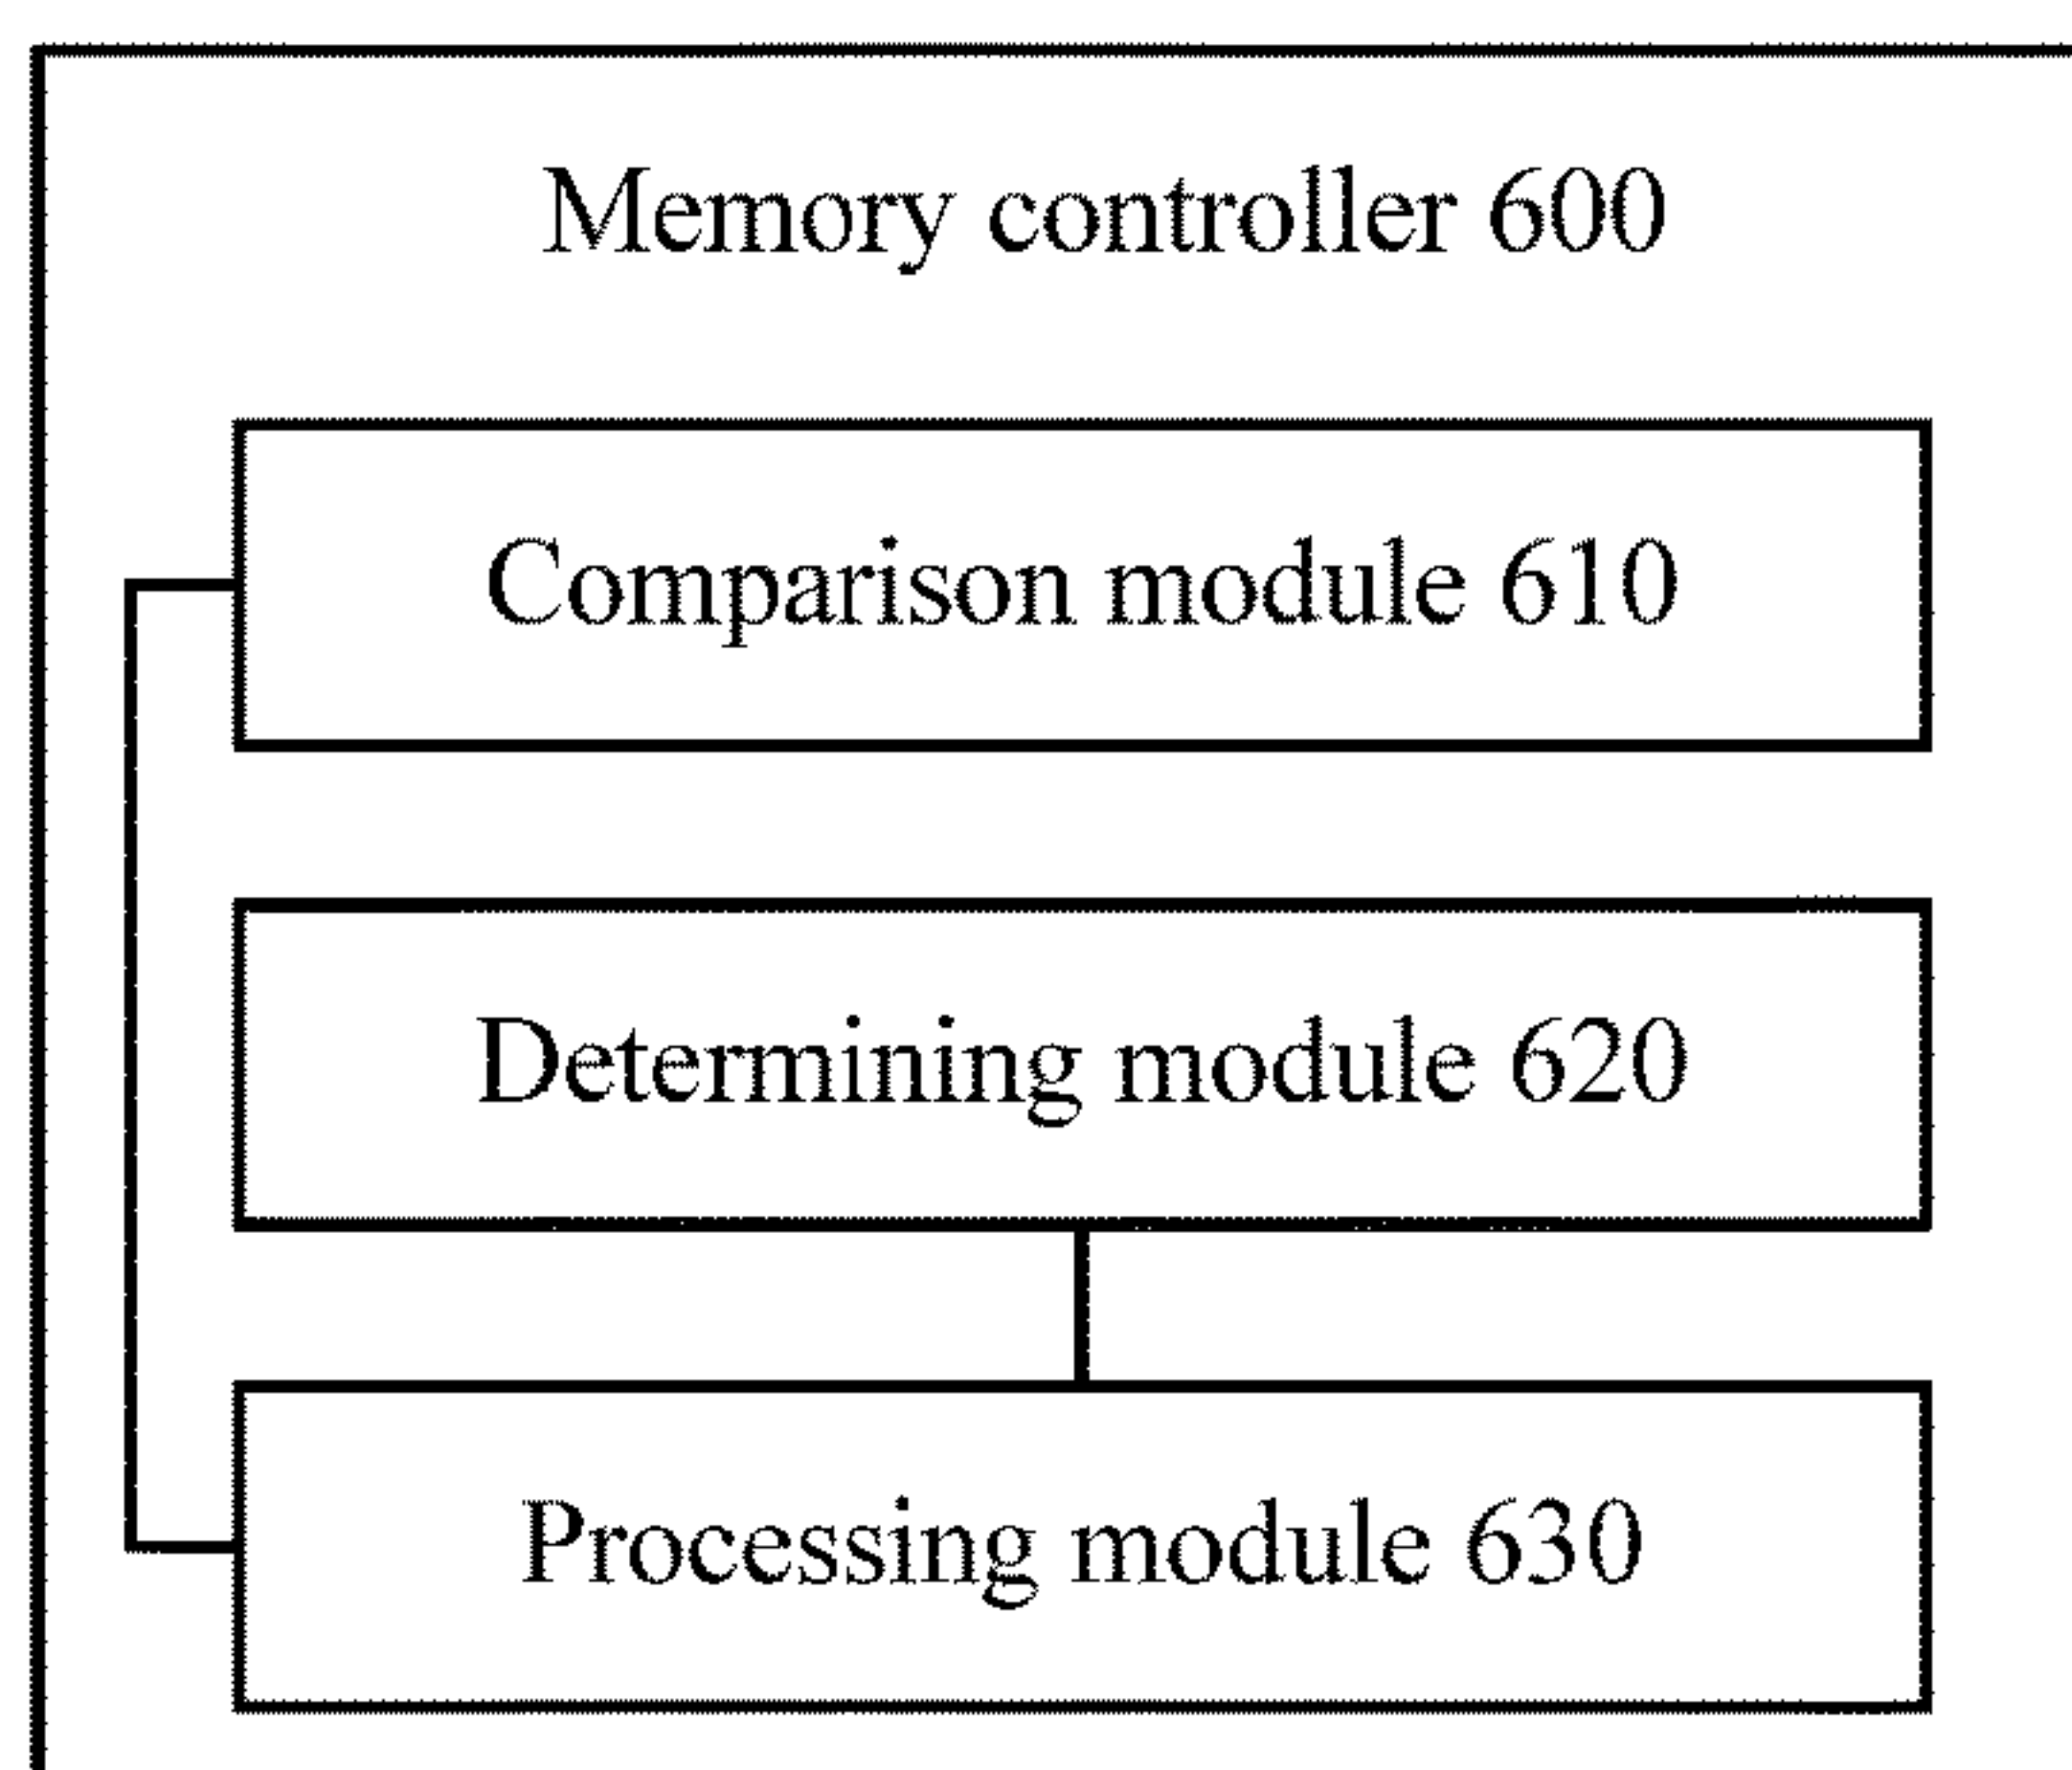 Memory controller 600
Comparison module 610
Determining module 620
Processing module 630